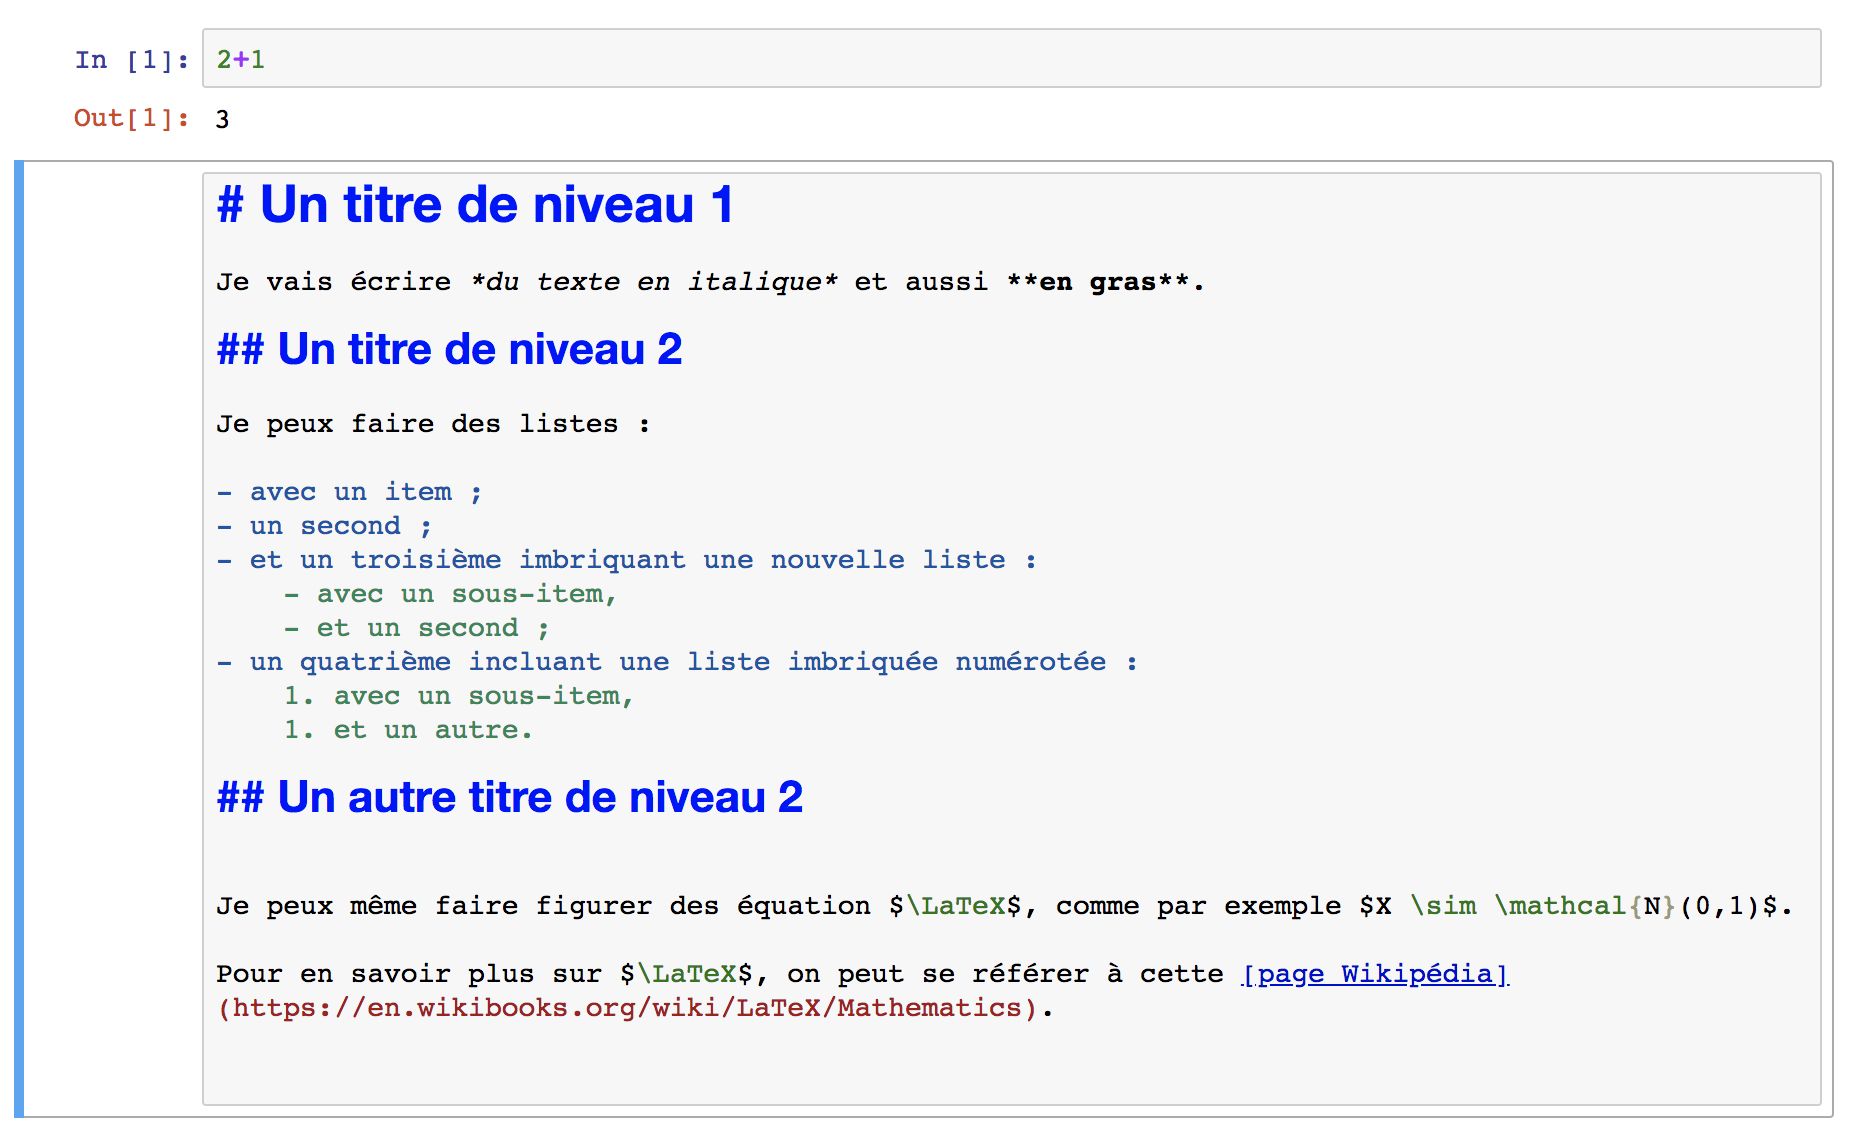 In [1]: 2+1
Out[1]: 3
# Un titre de niveau 1
Je vais écrire *du texte en italique* et aussi **en gras**.
## Un titre de niveau 2
Je peux faire des listes :
- avec un item ;
- un second ;
- et un troisième imbriquant une nouvelle liste :
    - avec un sous-item,
    - et un second ;
- un quatrième incluant une liste imbriquée numérotée :
    1. avec un sous-item,
    1. et un autre.
## Un autre titre de niveau 2
Je peux même faire figurer des équation $\LaTeX$, comme par exemple $X \sim \mathcal{N}(0,1)$.
Pour en savoir plus sur $\LaTeX$, on peut se référer à cette [page Wikipédia]
(https://en.wikibooks.org/wiki/LaTeX/Mathematics).